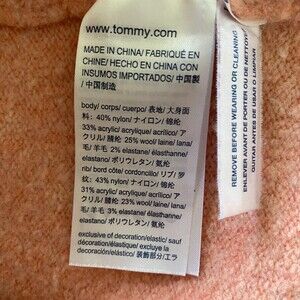 www.tommy.com
MADE IN CHINA/ FABRIQUÉ EN
CHINE/ HECHO EN CHINA CON
INSUMOS IMPORTADOS/ 中国製
/ 中国制造
body/ corps/ cuerpo/ 表地/ 大身面
料: 40% nylon/ ナイロン/ 锦纶
33% acrylic/ acrylique/ acrílico/ ア
クリル/ 腈纶 25% wool/ laine/ lana/
毛/ 羊毛 2% elastane/ élasthanne/
elastano/ ポリウレタン/ 氨纶
rib/ bord côte/ cordoncillo/ リブ/ 罗
纹: 43% nylon/ ナイロン/ 锦纶
31% acrylic/ acrylique/ acrílico/ ア
クリル/ 腈纶 23% wool/ laine/ lana/
毛/ 羊毛 3% elastane/ élasthanne/
elastano/ ポリウレタン/ 氨纶
exclusive of decoration/elastic/ sauf
décoration/élastique/ excluye la
decoración/elástico/ 装飾部分/エラ
REMOVE BEFORE WEARING OR CLEANING
ENLEVER AVANT DE PORTER OU DE NETTOYER
QUITAR ANTES DE USAR O LIMPIAR